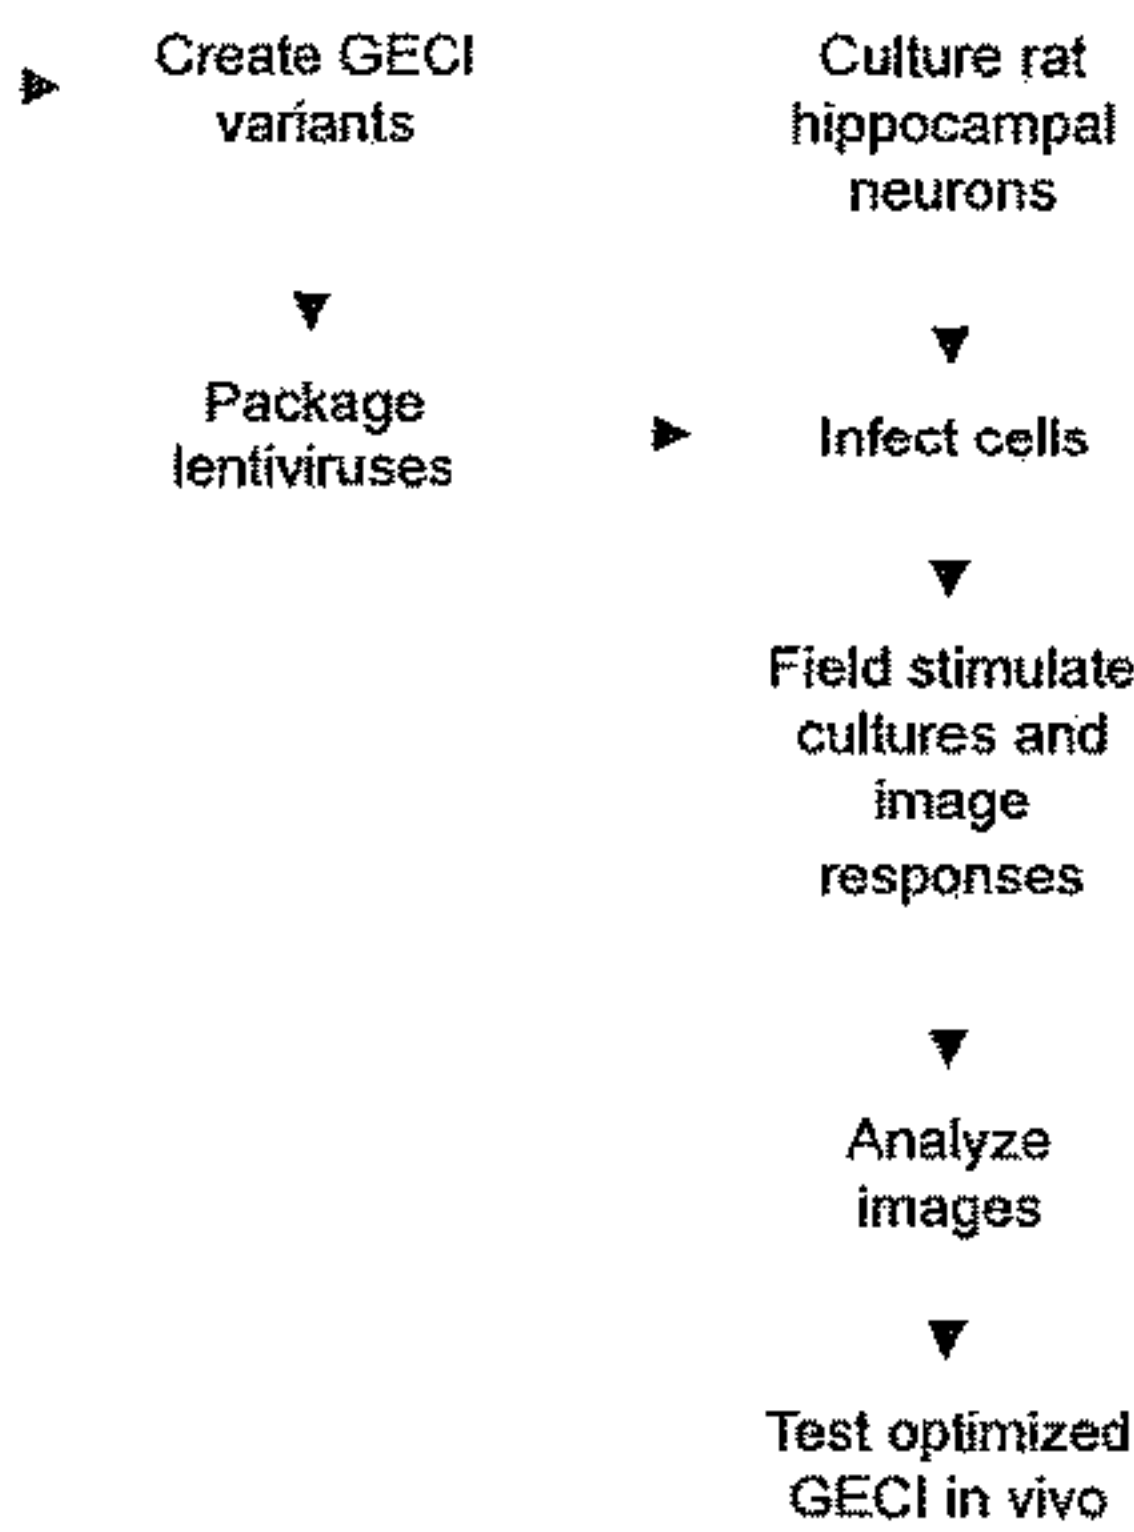 Create GECI
variants
Package
lentiviruses
Culture rat
hippocampal
neurons
Infect cells
Field stimulate
cultures and
image
responses
Analyze
images
Test optimized
GECI in vivo